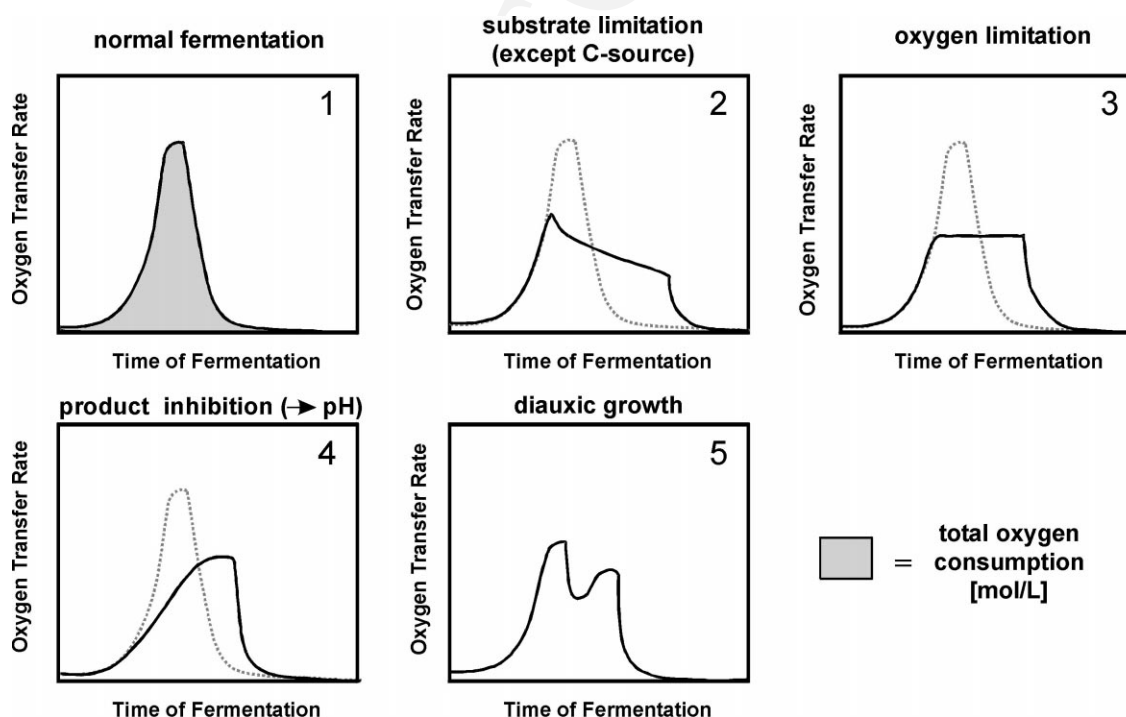 normal fermentation
substrate limitation
(except C-source)
oxygen limitation
Oxygen Transfer Rate
1
Time of Fermentation
Oxygen Transfer Rate
2
Time of Fermentation
Oxygen Transfer Rate
3
Time of Fermentation
product inhibition (→ pH)
diauxic growth
Oxygen Transfer Rate
4
Time of Fermentation
Oxygen Transfer Rate
5
Time of Fermentation
= total oxygen
consumption
[mol/L]